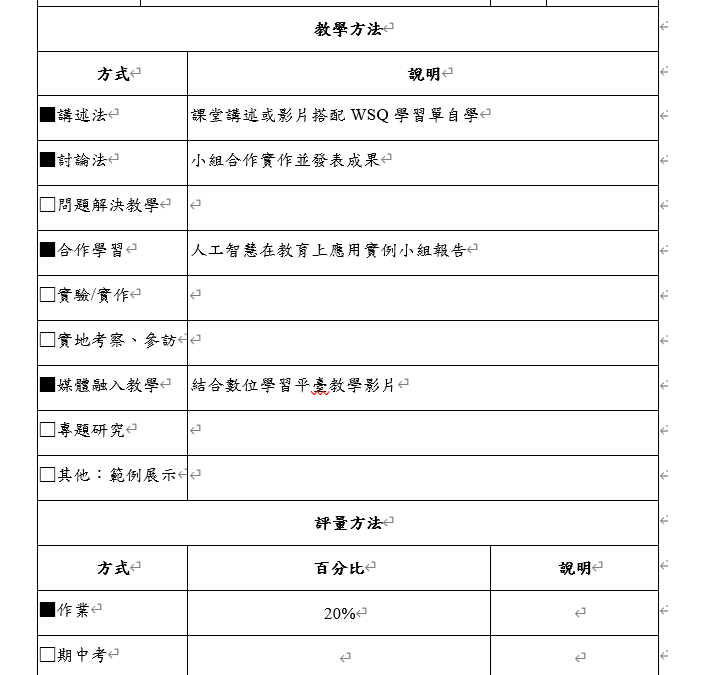 教學方法
方式 說明
■講述法 課堂講述或影片搭配 WSQ 學習單自學
■討論法 小組合作實作並發表成果
□問題解決教學
■合作學習 人工智慧在教育上應用實例小組報告
□實驗/實作
□實地考察、參訪
■媒體融入教學 結合數位學習平臺教學影片
□專題研究
□其他：範例展示
評量方法
方式 百分比 說明
■作業 20%
□期中考